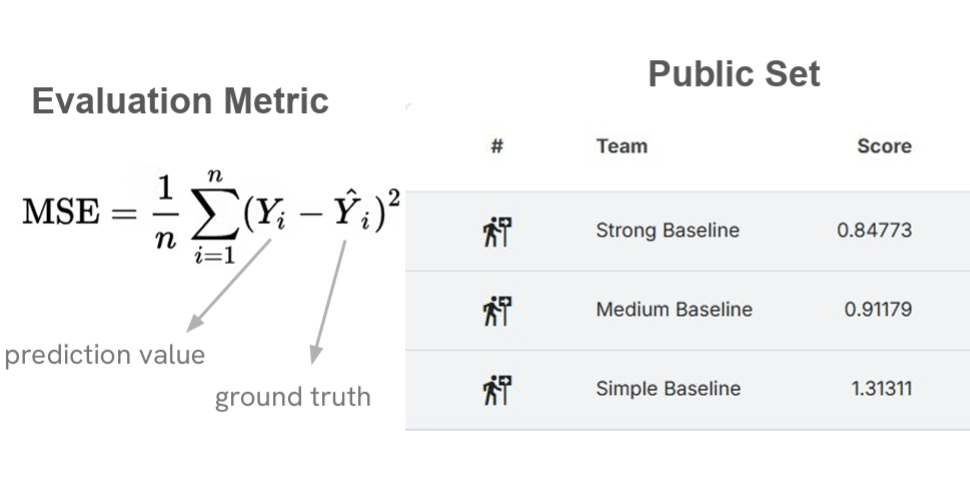 Evaluation Metric
MSE = \frac{1}{n} \sum_{i=1}^{n} (Y_i - \hat{Y}_i)^2
prediction value
ground truth
Public Set
# Team Score
Strong Baseline 0.84773
Medium Baseline 0.91179
Simple Baseline 1.31311